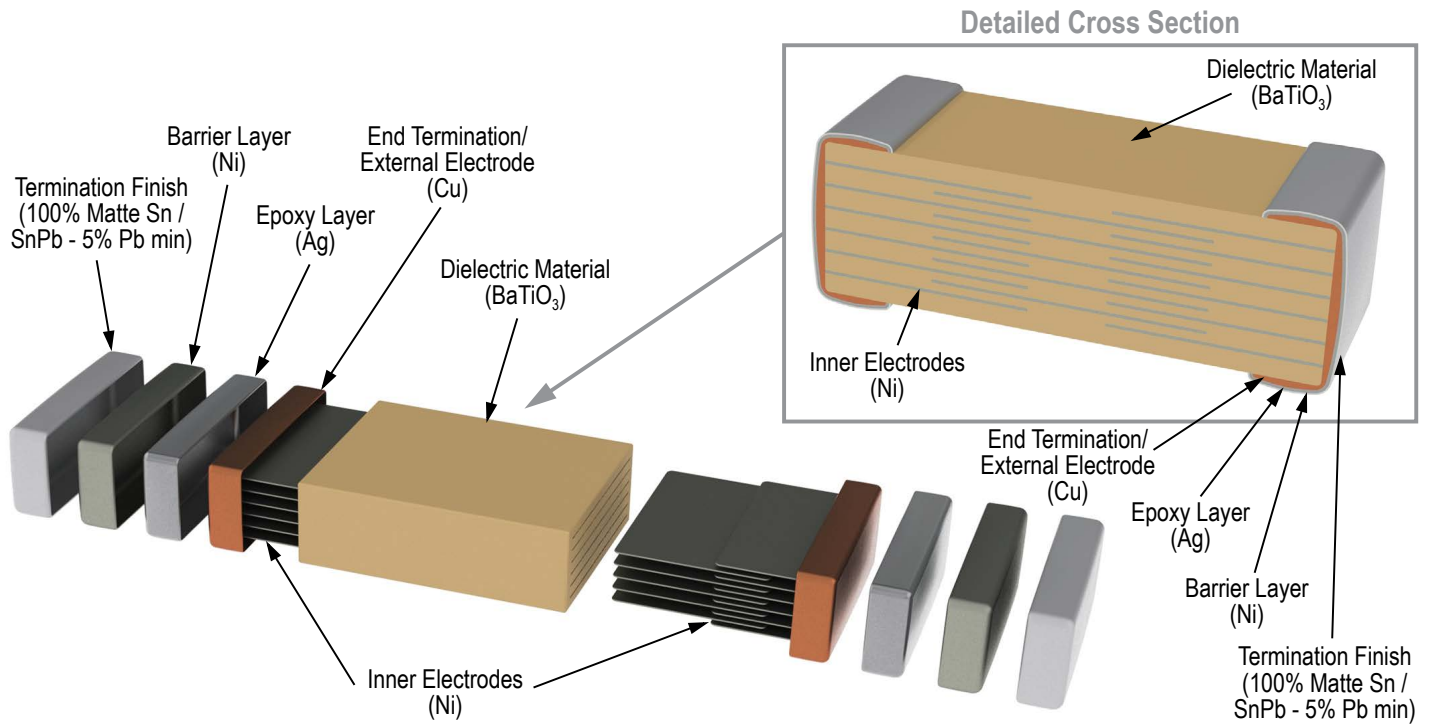 Detailed Cross Section
Dielectric Material
(BaTiO₃)
Inner Electrodes
(Ni)
End Termination/
External Electrode
(Cu)
Epoxy Layer
(Ag)
Barrier Layer
(Ni)
Termination Finish
(100% Matte Sn /
SnPb - 5% Pb min)
Termination Finish
(100% Matte Sn /
SnPb - 5% Pb min)
Barrier Layer
(Ni)
Epoxy Layer
(Ag)
End Termination/
External Electrode
(Cu)
Dielectric Material
(BaTiO₃)
Inner Electrodes
(Ni)